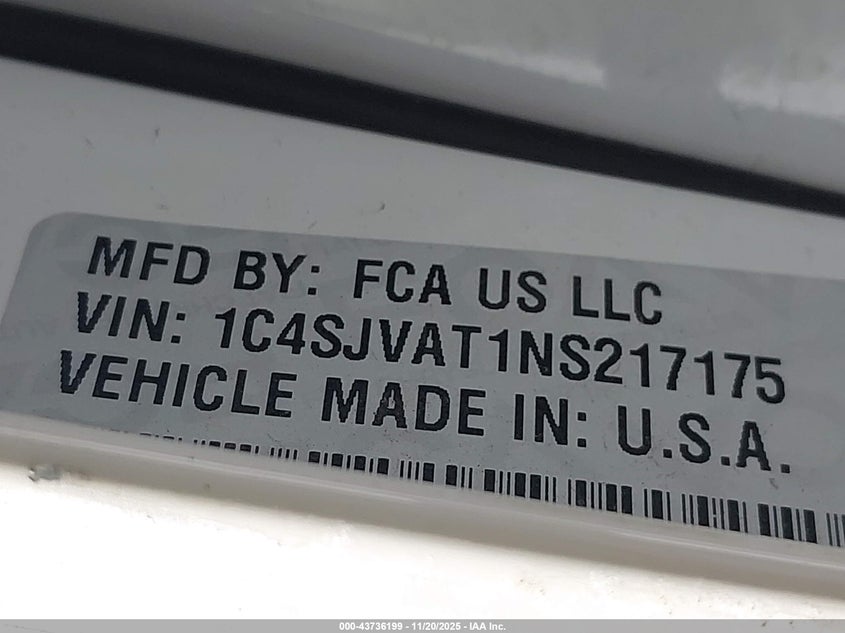 MFD BY: FCA US LLC
VIN: 1C4SJVAT1NS217175
VEHICLE MADE IN: U.S.A.
000-43736199 - 11/20/2025 - IAA Inc.